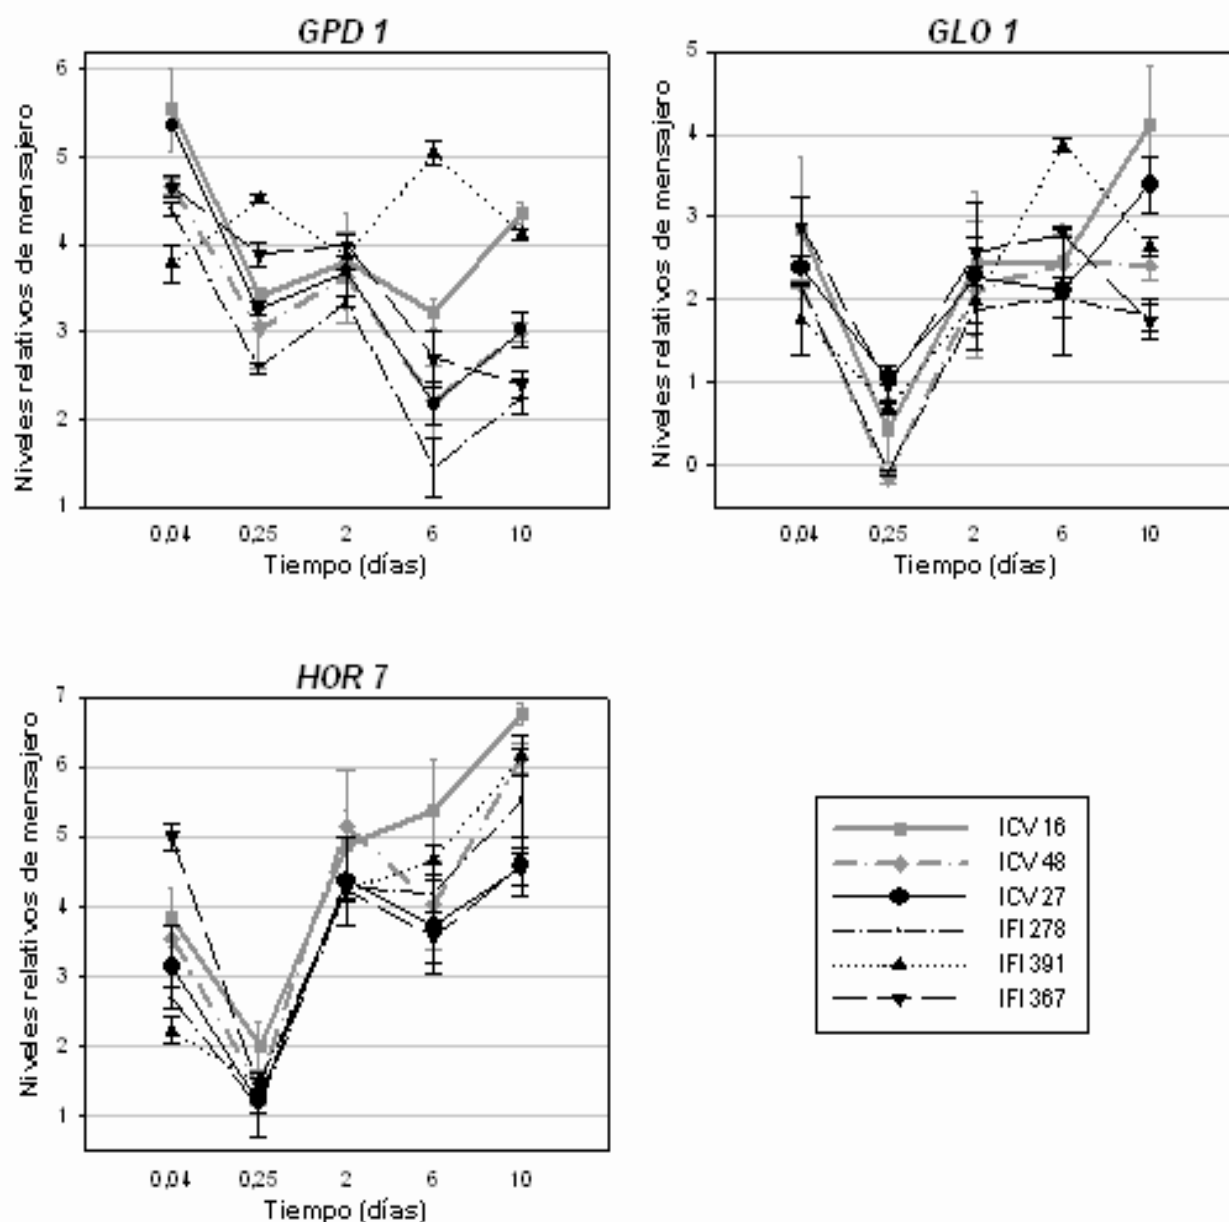 GPD 1
Niveles relativos de mensajero
6
5
4
3
2
1
0,04 0,25 2 6 10
Tiempo (días)
GLO 1
Niveles relativos de mensajero
5
4
3
2
1
0
0,04 0,25 2 6 10
Tiempo (días)
HOR 7
Niveles relativos de mensajero
7
6
5
4
3
2
1
0,04 0,25 2 6 10
Tiempo (días)
ICV 16
ICV 48
ICV 27
IFI 278
IFI 391
IFI 367